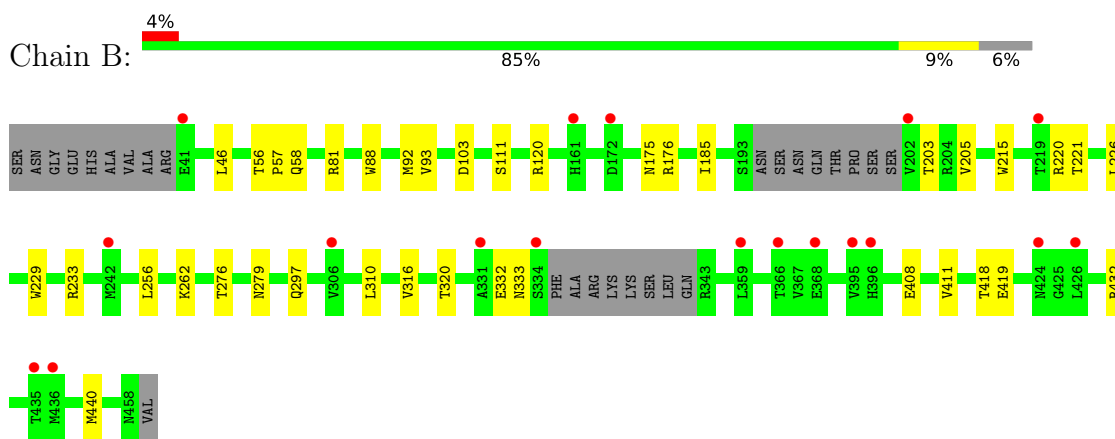 4%
Chain B:
85% 9% 6%
SER ASN GLY GLU HIS ALA VAL ALA ARG E41 L46 T56 P57 Q58 R81 W88 M92 V93 D103 S111 R120 H161 D172 N175 R176 I185 S193 ASN SER ASN GLN THR PRO SER SER V202 T203 R204 V205 W215 T219 R220 T221 L226
W229 R233 M242 L256 K262 T276 N279 Q297 V306 L310 V316 T320 A331 E332 N333 S334 PHE ALA ARG LYS LYS SER LEU GLN R343 L359 T366 V367 E368 V395 H396 E408 V411 T418 E419 N424 G425 L426 R432
T435 M436 M440 N458 VAL